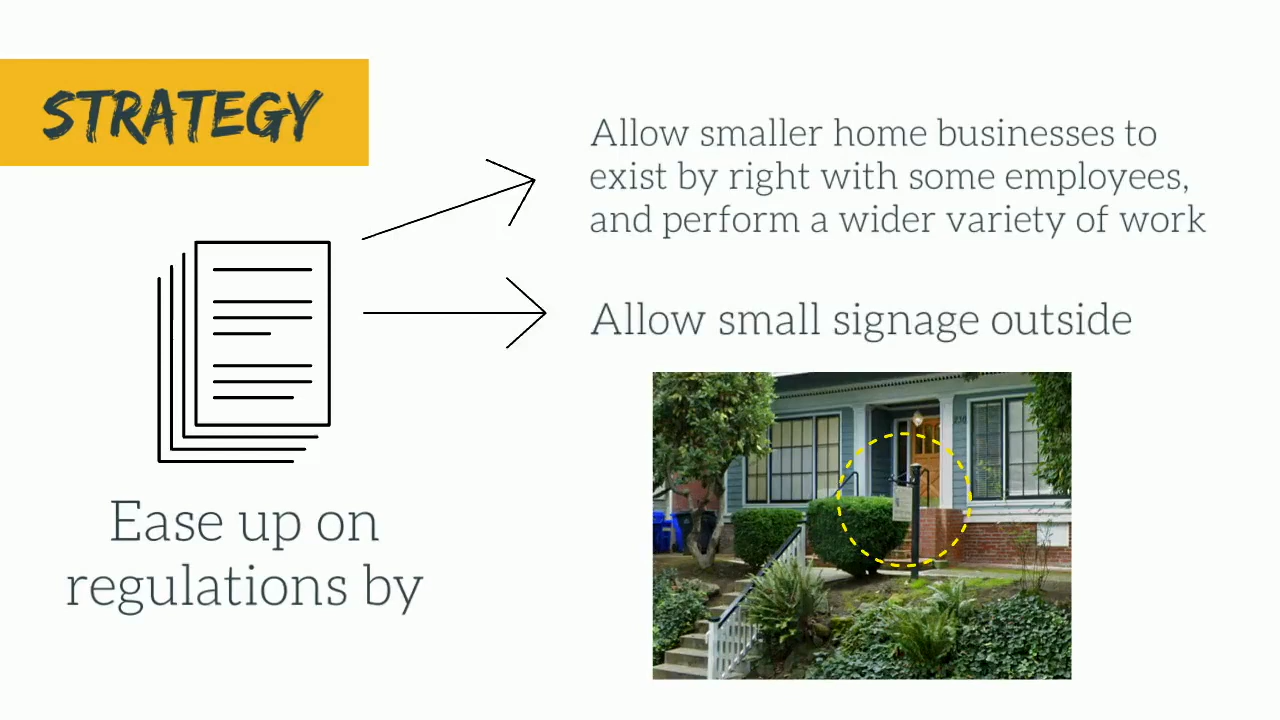 STRATEGY
Allow smaller home businesses to
exist by right with some employees,
and perform a wider variety of work
Allow small signage outside
Ease up on
regulations by